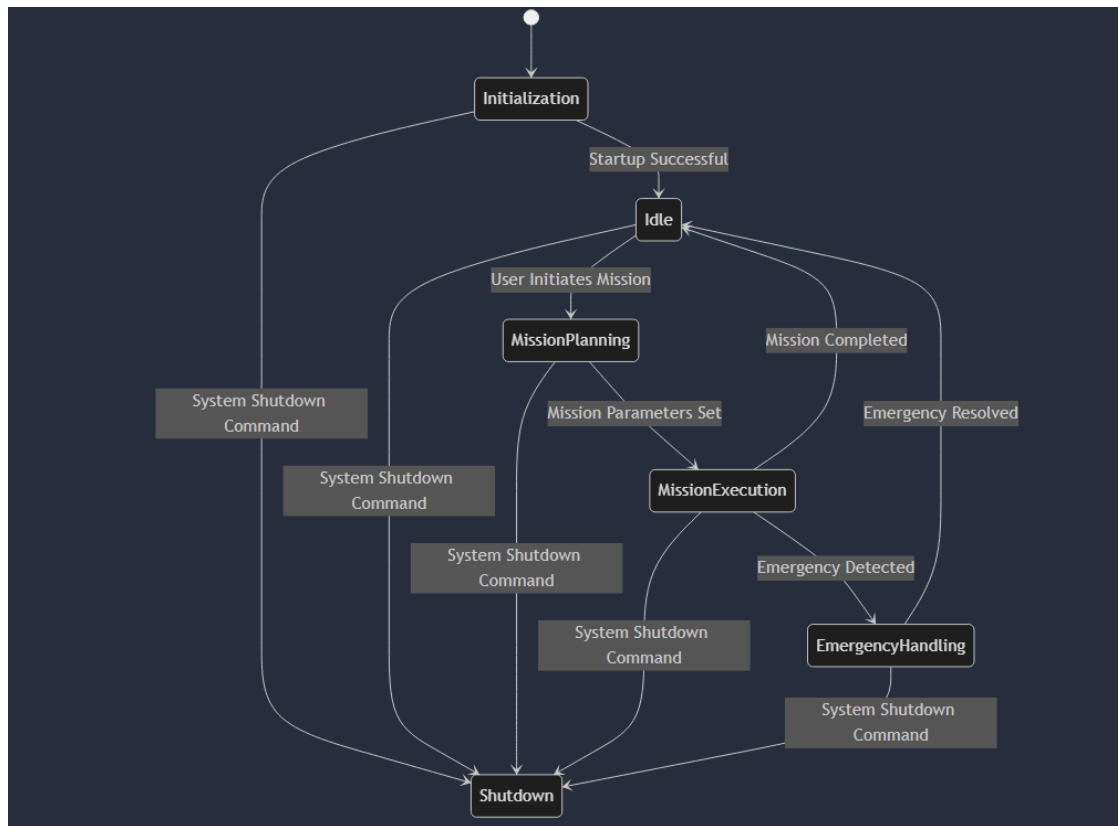 Initialization
Startup Successful
Idle
User Initiates Mission
MissionPlanning
Mission Completed
System Shutdown
Command
Mission Parameters Set
Emergency Resolved
System Shutdown
Command
MissionExecution
System Shutdown
Command
Emergency Detected
System Shutdown
Command
EmergencyHandling
System Shutdown
Command
Shutdown